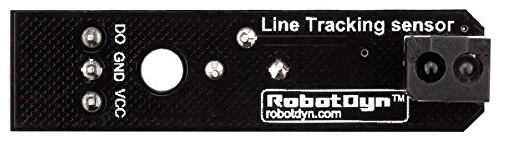 Line Tracking sensor
DO GND VCC
RobotDyn™
robotdyn.com